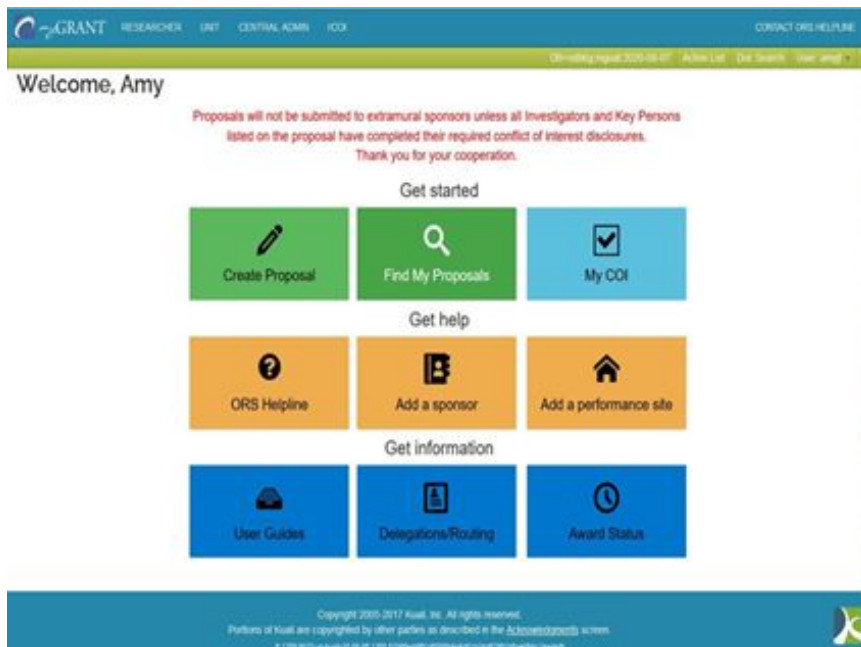 myGRANT RESEARCHER UNIT CENTRAL ADMIN CONTACT ORS HELPLINE
Action List Doc Search User:
Welcome, Amy
Proposals will not be submitted to extramural sponsors unless all Investigators and Key Persons
listed on the proposal have completed their required conflict of interest disclosures.
Thank you for your cooperation.
Get started
Create Proposal Find My Proposals My COI
Get help
ORS Helpline Add a sponsor Add a performance site
Get information
User Guides Delegations/Routing Award Status
Copyright 2005-2017 Kuali, Inc. All rights reserved.
Portions of Kuali are copyrighted by other parties as described in the Acknowledgments screen.